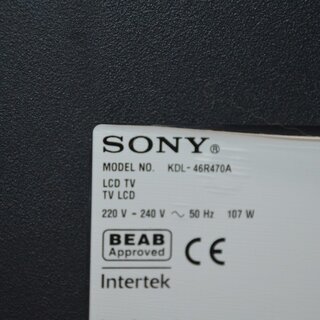 SONY®
MODEL NO. KDL-46R470A
LCD TV
TV LCD
220 V - 240 V ~ 50 Hz 107 W
BEAB
Approved
CE
Intertek